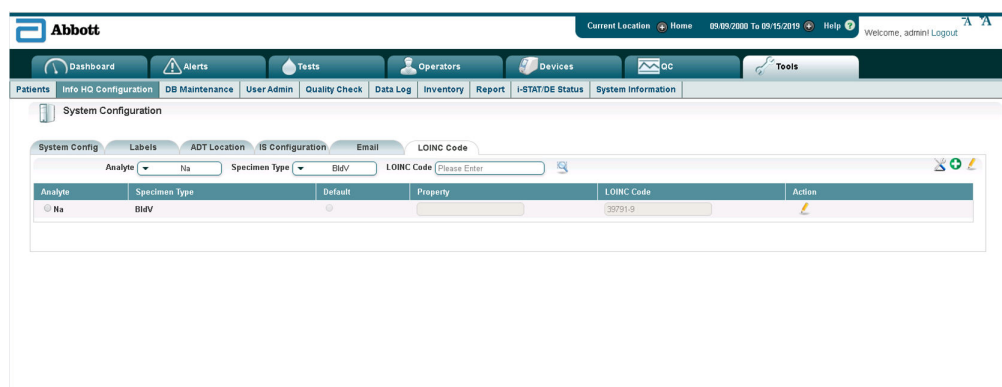 Abbott
Current Location Home 09/09/2000 To 09/15/2019 Help ?
Welcome, admin! Logout
A A
Dashboard Alerts Tests Operators Devices QC Tools
Patients Info HQ Configuration DB Maintenance User Admin Quality Check Data Log Inventory Report i-STAT/DE Status System Information
System Configuration
System Config Labels ADT Location IS Configuration Email LOINC Code
Analyte Na Specimen Type BldV LOINC Code Please Enter
Analyte Specimen Type Default Property LOINC Code Action
Na BldV 39791-9